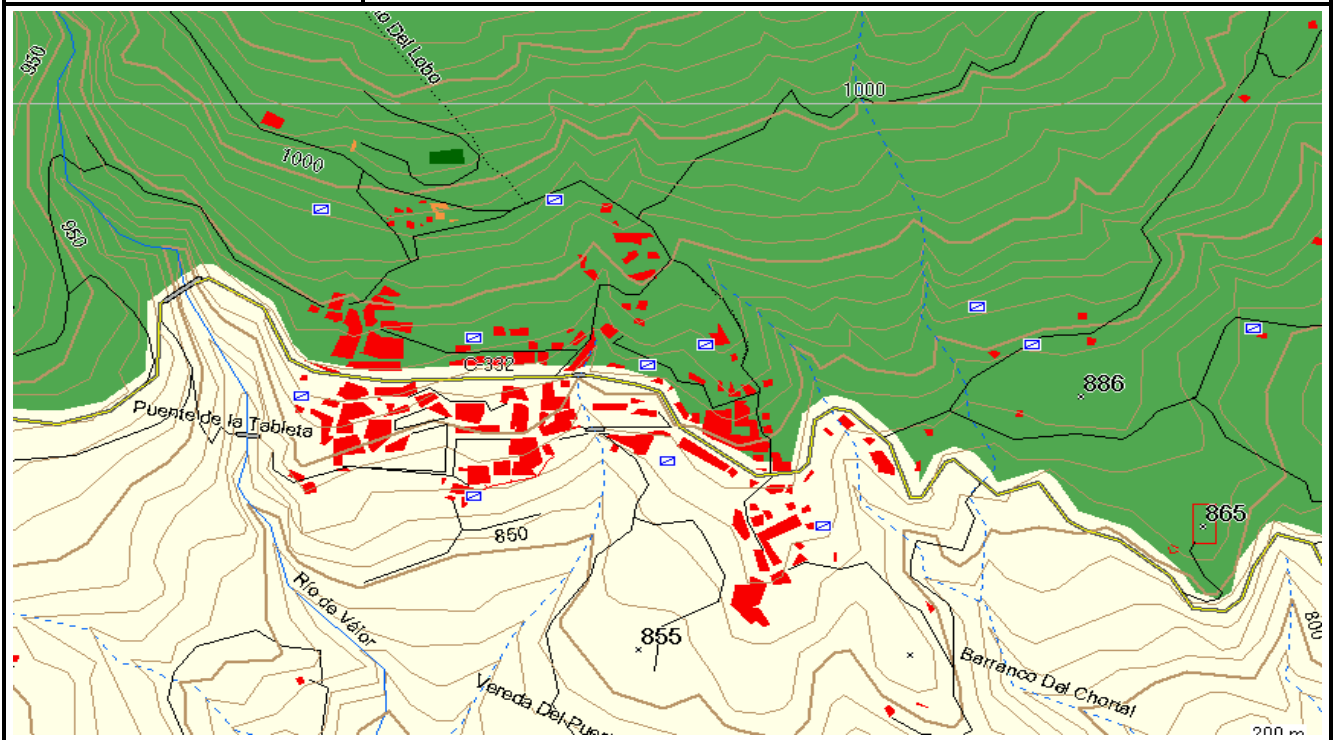 950
Del Lobo
1000
1000
950
C-332
886
Puente de la Tableta
865
850
Río de Válor
855
800
Barranco Del Chortal
Vereda Del
200 m